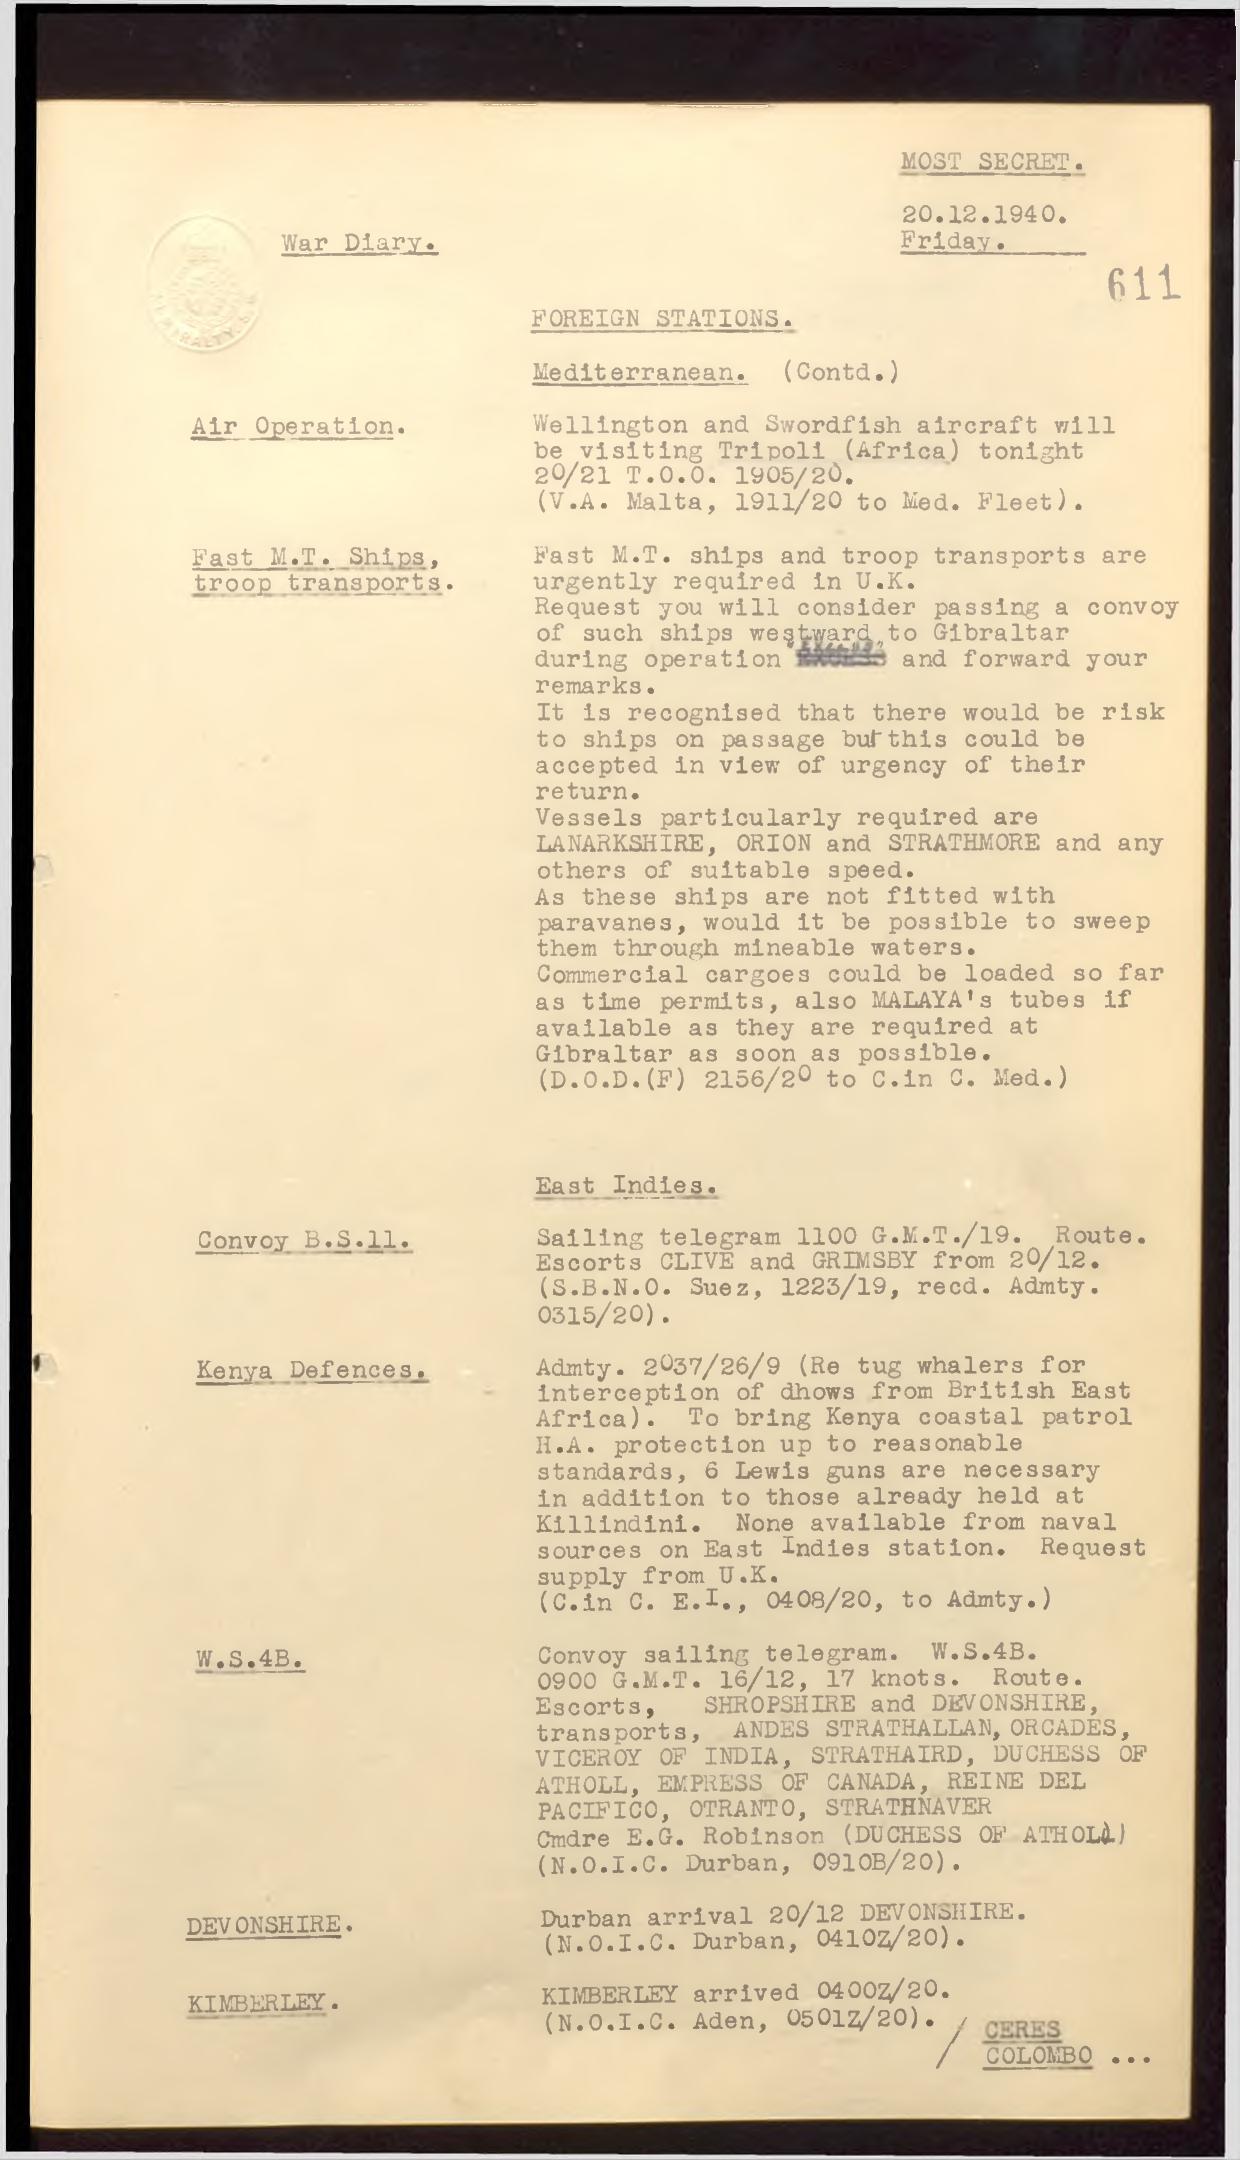 MOST SECRET.
20.12.1940.
Friday.
War Diary.
611
FOREIGN STATIONS.
Mediterranean. (Contd.)
Air Operation.
Wellington and Swordfish aircraft will
be visiting Tripoli (Africa) tonight
20/21 T.O.O. 1905/20.
(V.A. Malta, 1911/20 to Med. Fleet).
Fast M.T. Ships,
troop transports.
Fast M.T. ships and troop transports are
urgently required in U.K.
Request you will consider passing a convoy
of such ships westward to Gibraltar
during operation "Excess" and forward your
remarks.
It is recognised that there would be risk
to ships on passage but this could be
accepted in view of urgency of their
return.
Vessels particularly required are
LANARKSHIRE, ORION and STRATHMORE and any
others of suitable speed.
As these ships are not fitted with
paravanes, would it be possible to sweep
them through mineable waters.
Commercial cargoes could be loaded so far
as time permits, also MALAYA's tubes if
available as they are required at
Gibraltar as soon as possible.
(D.O.D.(F) 2156/20 to C.in C. Med.)
East Indies.
Convoy B.S.11.
Sailing telegram 1100 G.M.T./19. Route.
Escorts CLIVE and GRIMSBY from 20/12.
(S.B.N.O. Suez, 1223/19, recd. Admty.
0315/20).
Kenya Defences.
Admty. 2037/26/9 (Re tug whalers for
interception of dhows from British East
Africa). To bring Kenya coastal patrol
H.A. protection up to reasonable
standards, 6 Lewis guns are necessary
in addition to those already held at
Killindini. None available from naval
sources on East Indies station. Request
supply from U.K.
(C.in C. E.I., 0408/20, to Admty.)
W.S.4B.
Convoy sailing telegram. W.S.4B.
0900 G.M.T. 16/12, 17 knots. Route.
Escorts, SHROPSHIRE and DEVONSHIRE,
transports, ANDES STRATHALLAN, ORCADES,
VICEROY OF INDIA, STRATHAIRD, DUCHESS OF
ATHOLL, EMPRESS OF CANADA, REINE DEL
PACIFICO, OTRANTO, STRATHNAVER
Cmdre E.G. Robinson (DUCHESS OF ATHOLL)
(N.O.I.C. Durban, 0910B/20).
DEVONSHIRE.
Durban arrival 20/12 DEVONSHIRE.
(N.O.I.C. Durban, 0410Z/20).
KIMBERLEY.
KIMBERLEY arrived 0400Z/20.
(N.O.I.C. Aden, 0501Z/20).
/ CERES
COLOMBO ...